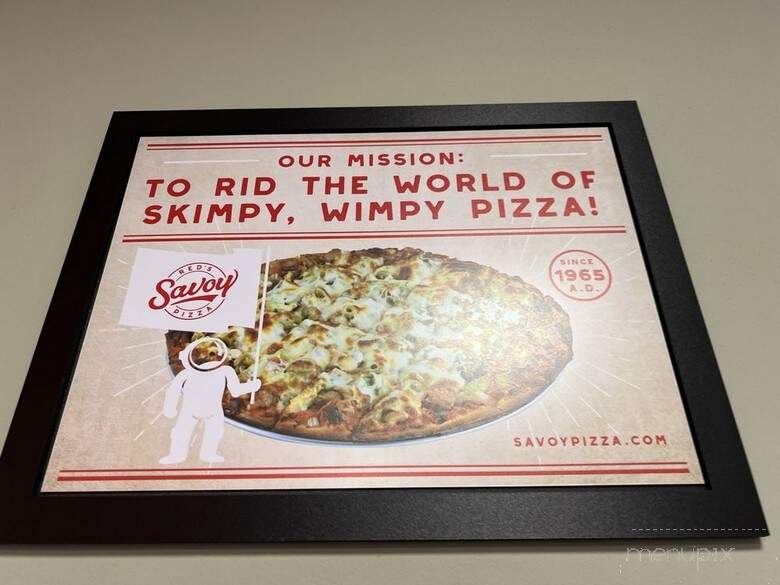 OUR MISSION:
TO RID THE WORLD OF
SKIMPY, WIMPY PIZZA!
RED'S
Savoy
PIZZA
SINCE
1965
A.D.
SAVOYPIZZA.COM
menupix